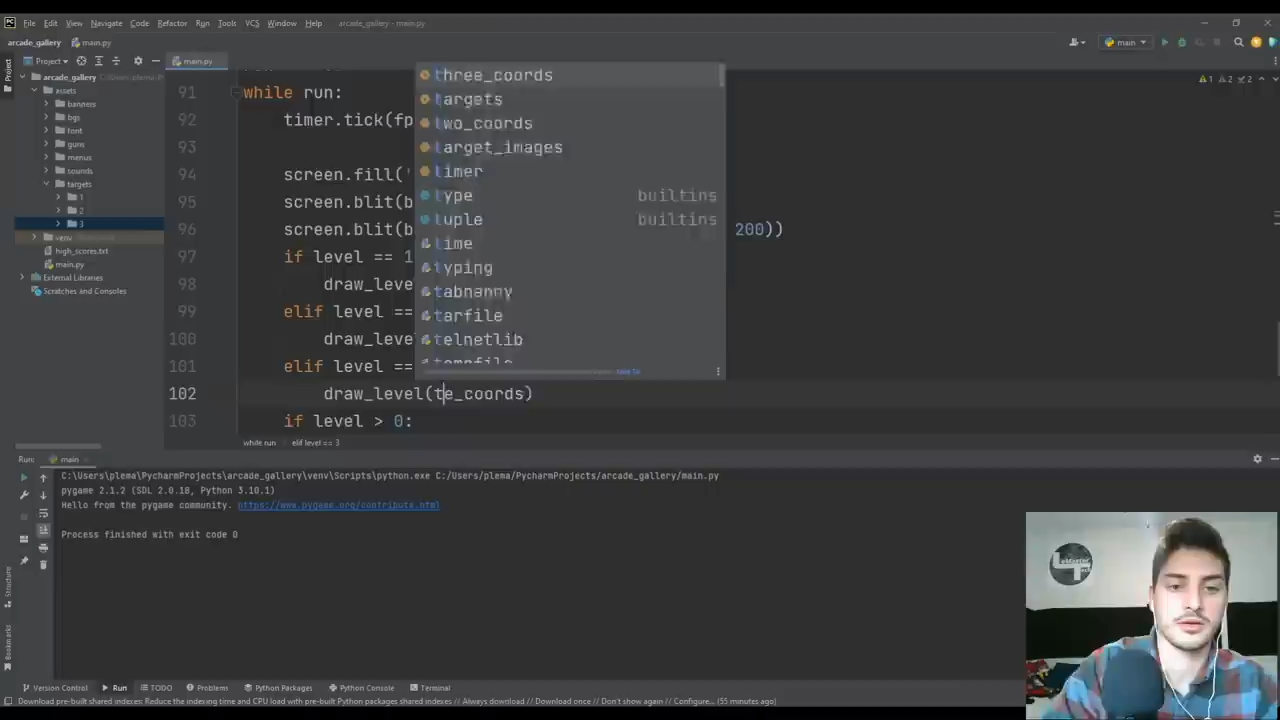 PC File Edit View Navigate Code Refactor Run Tools VCS Window Help arcade_gallery - main.py
arcade_gallery main.py main
Project main.py
Project
arcade_gallery
assets
banners
bgs
font
guns
menus
sounds
targets
1
2
3
venv
high_scores.txt
main.py
External Libraries
Scratches and Consoles
1 2 2
91 while run:
92 timer.tick(fp
93
94 screen.fill('
95 screen.blit(b
96 screen.blit(b 200))
97 if level == 1
98 draw_leve
99 elif level ==
100 draw_leve
101 elif level ==
102 draw_level(te_coords)
103 if level > 0:
three_coords
targets
two_coords
target_images
timer
type builtins
tuple builtins
time
typing
tabnanny
tarfile
telnetlib
while run elif level == 3
Run: main
C:\Users\plema\PycharmProjects\arcade_gallery\venv\Scripts\python.exe C:/Users/plema/PycharmProjects/arcade_gallery/main.py
pygame 2.1.2 (SDL 2.0.18, Python 3.10.1)
Hello from the pygame community. https://www.pygame.org/contribute.html
Process finished with exit code 0
Structure
Bookmarks
Version Control Run TODO Problems Python Packages Python Console Terminal
Download pre-built shared indexes: Reduce the indexing time and CPU load with pre-built Python packages shared indexes // Always download // Download once // Don't show again // Configure... (55 minutes ago)